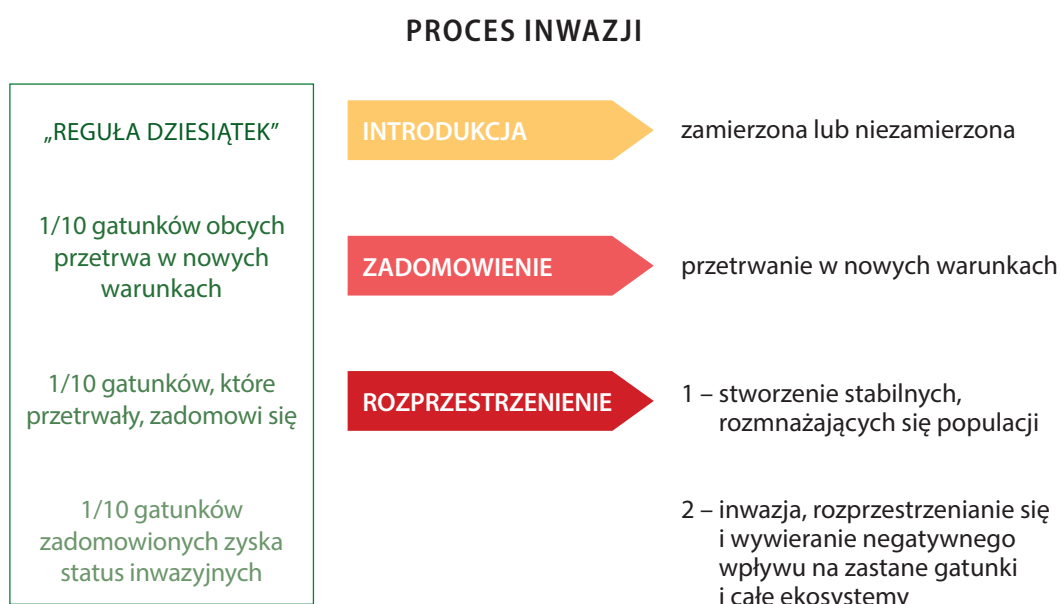 PROCES INWAZJI
„REGUŁA DZIESIĄTEK”
INTRODUKCJA
zamierzona lub niezamierzona
1/10 gatunków obcych
przetrwa w nowych
warunkach
ZADOMOWIENIE
przetrwanie w nowych warunkach
1/10 gatunków, które
przetrwały, zadomowi się
ROZPRZESTRZENIENIE
1 – stworzenie stabilnych,
rozmnażających się populacji
1/10 gatunków
zadomowionych zyska
status inwazyjnych
2 – inwazja, rozprzestrzenianie się
i wywieranie negatywnego
wpływu na zastane gatunki
i całe ekosystemy